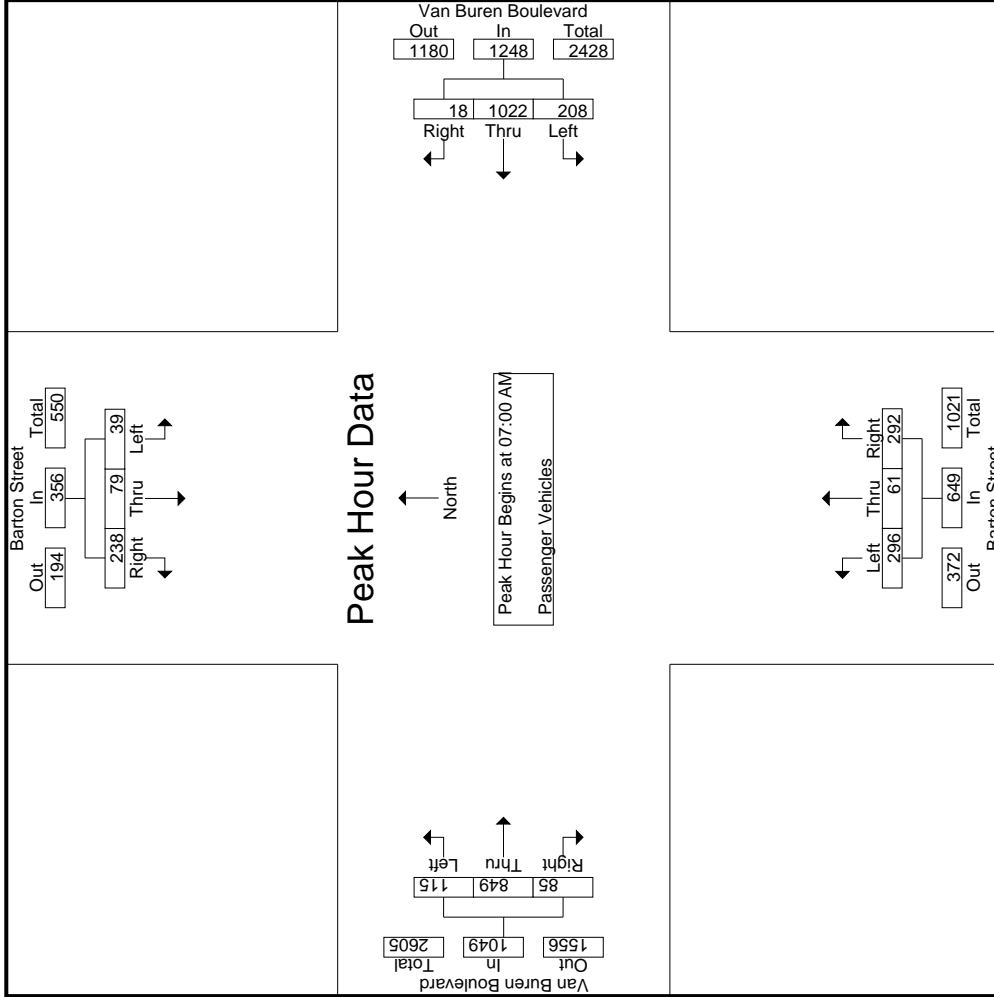 Van Buren Boulevard
Out In Total
1180 1248 2428
18 1022 208
Right Thru Left
Barton Street
Out In Total
194 356 550
238 79 39
Right Thru Left
Peak Hour Data
North
Peak Hour Begins at 07:00 AM
Passenger Vehicles
Left Thru Right
296 61 292
372 649 1021
Out In Total
Barton Street
Right Thru Left
85 849 115
1556 1049 2605
Out In Total
Van Buren Boulevard